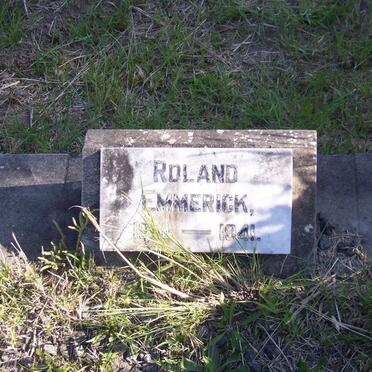 ROLAND
EMMERICK,
— 1941.